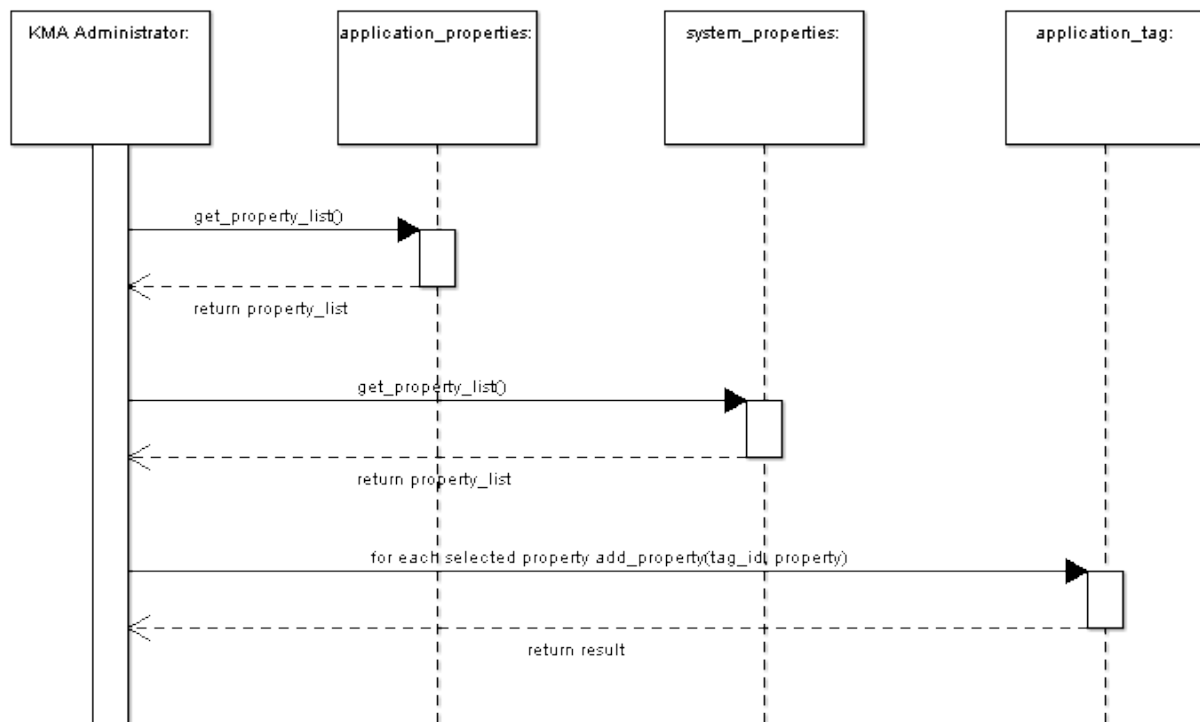 KMA Administrator:
application_properties:
system_properties:
application_tag:
get_property_list()
return property_list
get_property_list()
return property_list
for each selected property add_property(tag_id, property)
return result